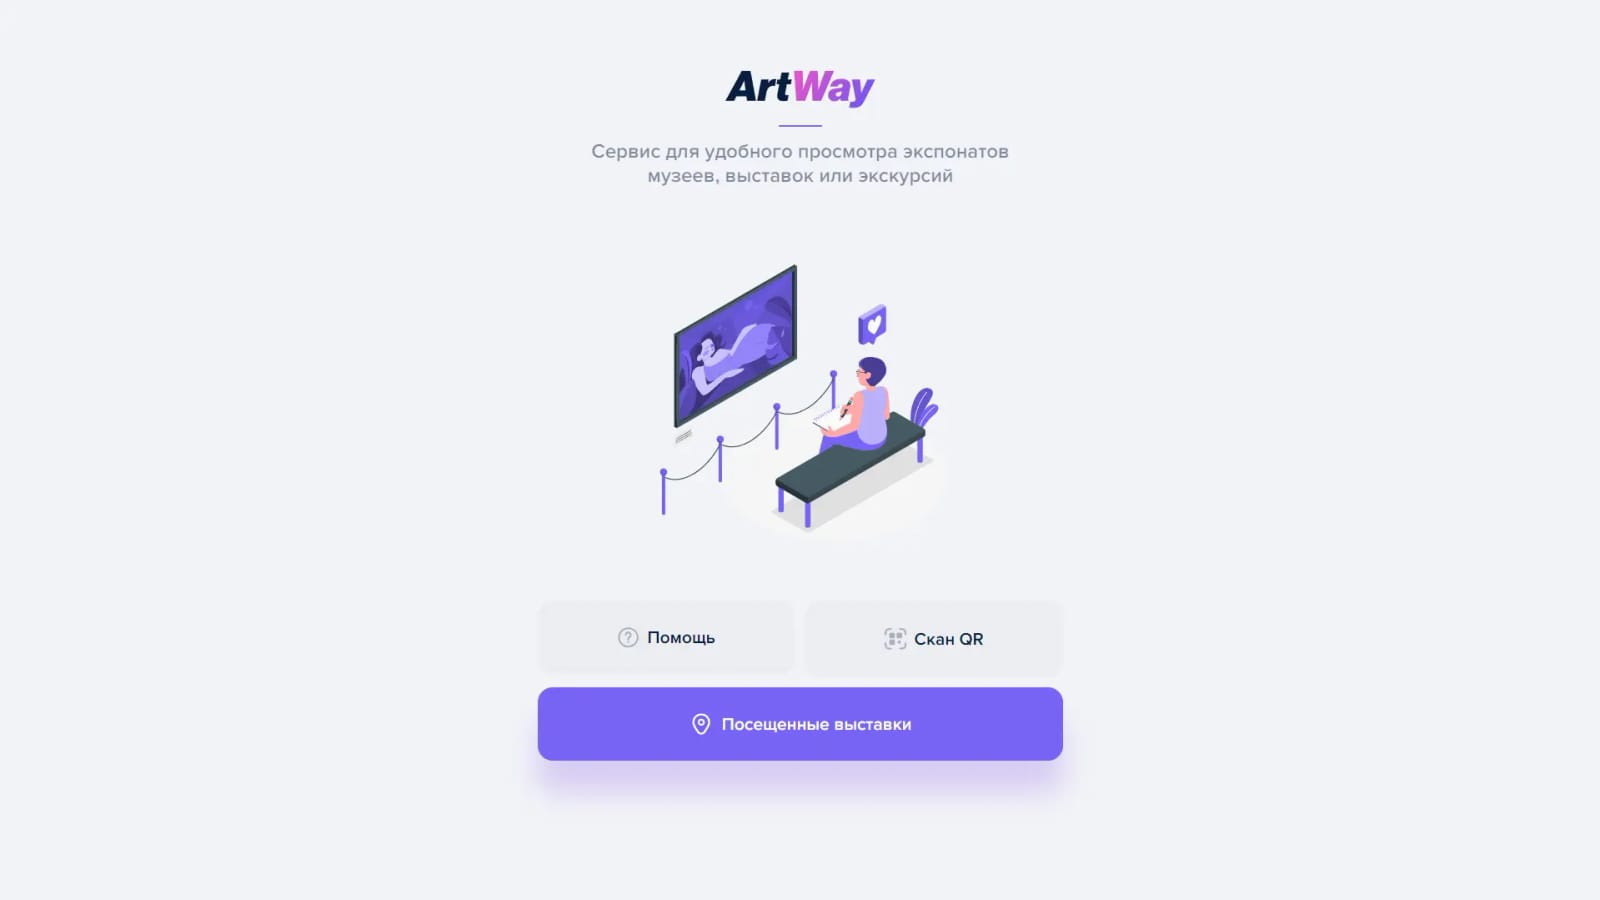 ArtWay
Сервис для удобного просмотра экспонатов
музеев, выставок или экскурсий
Помощь
Скан QR
Посещенные выставки